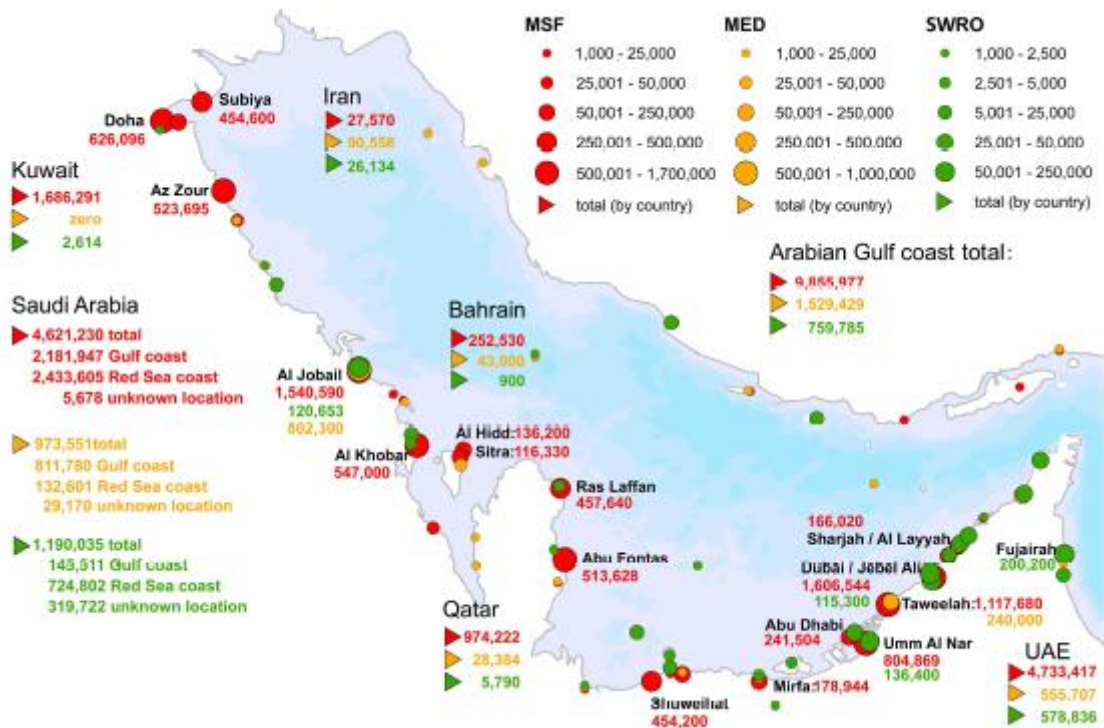 MSF
1,000 - 25,000
25,001 - 50,000
50,001 - 250,000
250,001 - 500,000
500,001 - 1,700,000
total (by country)
MED
1,000 - 25,000
25,001 - 50,000
50,001 - 250,000
250,001 - 500,000
500,001 - 1,000,000
total (by country)
SWRO
1,000 - 2,500
2,501 - 5,000
5,001 - 25,000
25,001 - 50,000
50,001 - 250,000
total (by country)
Subiya
454,600
Doha
626,096
Iran
27,570
90,558
26,134
Kuwait
1,686,291
zero
2,614
Az Zour
523,695
Arabian Gulf coast total:
9,855,977
1,529,429
759,785
Saudi Arabia
4,621,230 total
2,181,947 Gulf coast
2,433,605 Red Sea coast
5,678 unknown location
973,551total
811,780 Gulf coast
132,601 Red Sea coast
29,170 unknown location
1,190,035 total
145,511 Gulf coast
724,802 Red Sea coast
319,722 unknown location
Bahrain
252,530
43,000
900
Al Jobail
1,540,590
120,653
802,300
Al Khobar
547,000
Al Hidd:136,200
Sitra:116,330
Ras Laffan
457,640
Abu Fontas
513,628
Qatar
974,222
28,384
5,790
166,020
Sharjah / Al Layyah
Fujairah
200,200
Dubai / Jebel Ali
1,606,544
115,300
Taweelah:1,117,680
240,000
Abu Dhabi
241,504
Umm Al Nar
804,869
136,400
Mirfa:178,944
Shuweihat
454,200
UAE
4,733,417
555,707
578,836